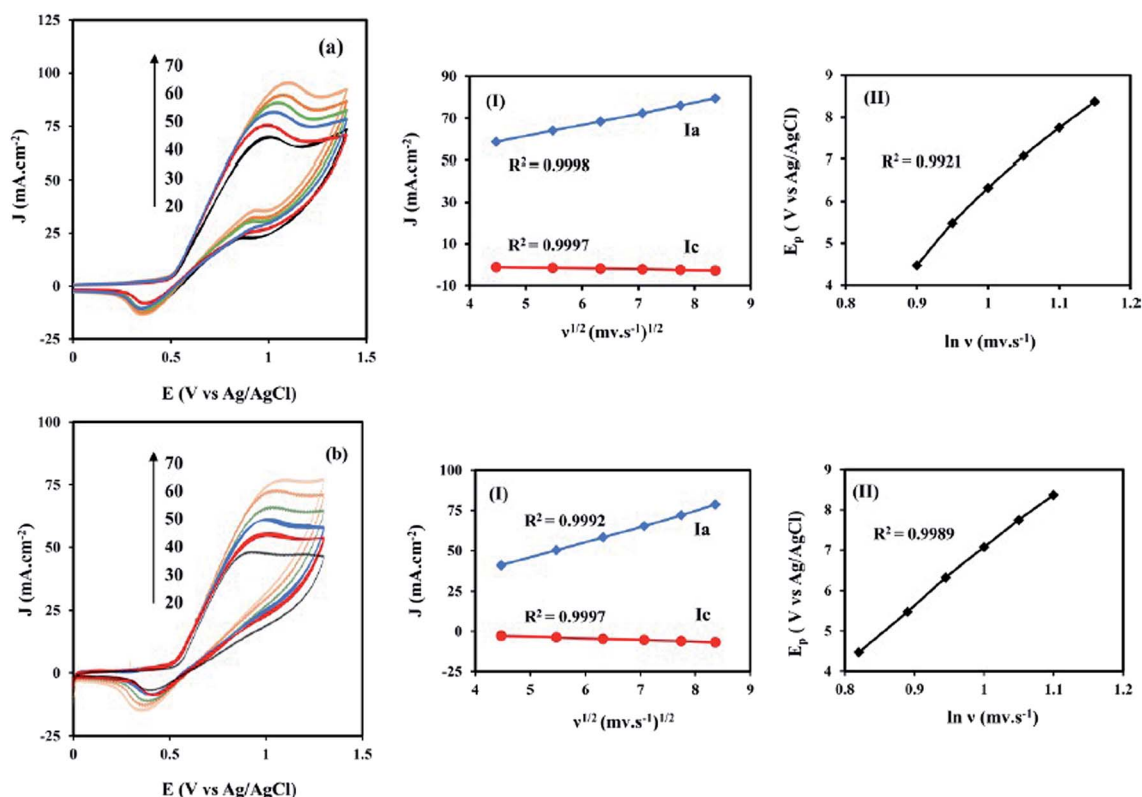 (a)
J (mA.cm-2)
125
100
75
50
25
0
-25
70
60
50
40
30
20
0
0.5
1
1.5
E (V vs Ag/AgCl)
(I)
J (mA.cm-2)
90
70
50
30
10
-10
Ia
R2 = 0.9998
R2 = 0.9997
Ic
4 5 6 7 8 9
ν1/2 (mv.s-1)1/2
(II)
Ep ( V vs Ag/AgCl)
9
8
7
6
5
4
R2 = 0.9921
0.8 0.9 1 1.1 1.2
ln ν (mv.s-1)
(b)
J (mA.cm-2)
100
75
50
25
0
-25
70
60
50
40
30
20
0
0.5
1
1.5
E (V vs Ag/AgCl)
(I)
J (mA.cm-2)
100
75
50
25
0
-25
R2 = 0.9992
Ia
R2 = 0.9997
Ic
4 5 6 7 8 9
ν1/2 (mv.s-1)1/2
(II)
Ep ( V vs Ag/AgCl)
9
8
7
6
5
4
R2 = 0.9989
0.8 0.9 1 1.1 1.2
ln ν (mv.s-1)